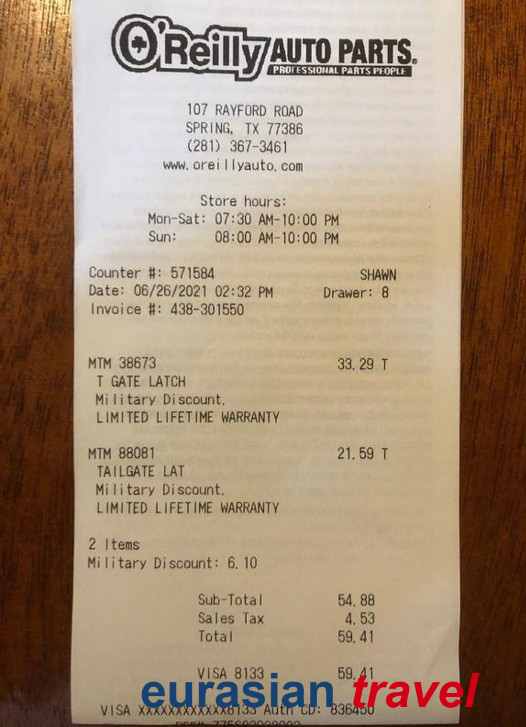 O'Reilly AUTO PARTS®
PROFESSIONAL PARTS PEOPLE
107 RAYFORD ROAD
SPRING, TX 77386
(281) 367-3461
www.oreillyauto.com
Store hours:
Mon-Sat: 07:30 AM-10:00 PM
Sun: 08:00 AM-10:00 PM
Counter #: 571584 SHAWN
Date: 06/26/2021 02:32 PM Drawer: 8
Invoice #: 438-301550
MTM 38673 33.29 T
T GATE LATCH
Military Discount.
LIMITED LIFETIME WARRANTY
MTM 88081 21.59 T
TAILGATE LAT
Military Discount.
LIMITED LIFETIME WARRANTY
2 Items
Military Discount: 6.10
Sub-Total 54.88
Sales Tax 4.53
Total 59.41
VISA 8133 59.41
eurasian travel
VISA XXXXXXXXXXXX8133 Auth CD: 836450